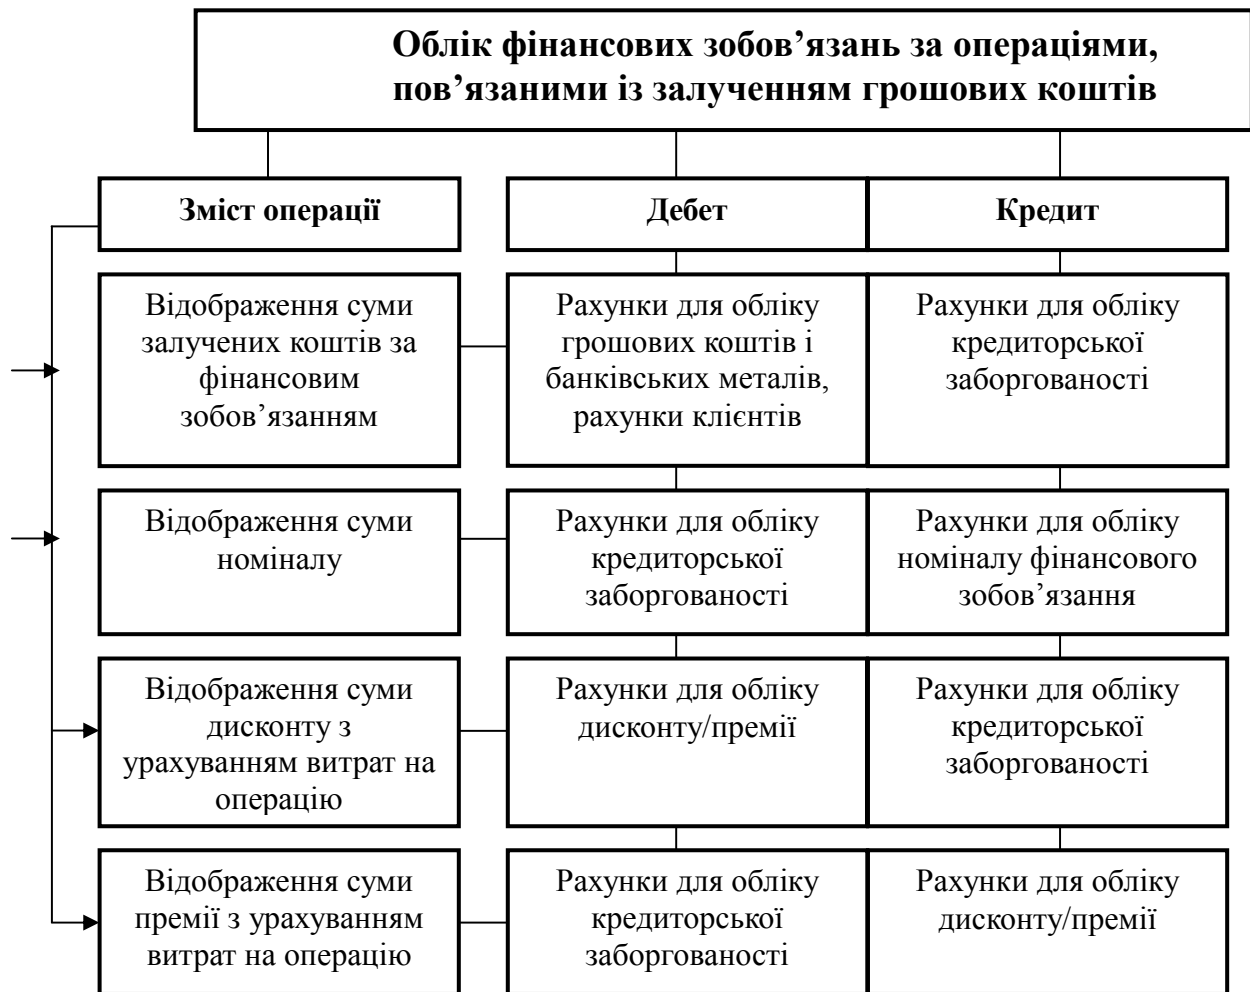 Облік фінансових зобов’язань за операціями,
пов’язаними із залученням грошових коштів
Зміст операції
Дебет
Кредит
Відображення суми
залучених коштів за
фінансовим
зобов’язанням
Рахунки для обліку
грошових коштів і
банківських металів,
рахунки клієнтів
Рахунки для обліку
кредиторської
заборгованості
Відображення суми
номіналу
Рахунки для обліку
кредиторської
заборгованості
Рахунки для обліку
номіналу фінансового
зобов’язання
Відображення суми
дисконту з
урахуванням витрат на
операцію
Рахунки для обліку
дисконту/премії
Рахунки для обліку
кредиторської
заборгованості
Відображення суми
премії з урахуванням
витрат на операцію
Рахунки для обліку
кредиторської
заборгованості
Рахунки для обліку
дисконту/премії